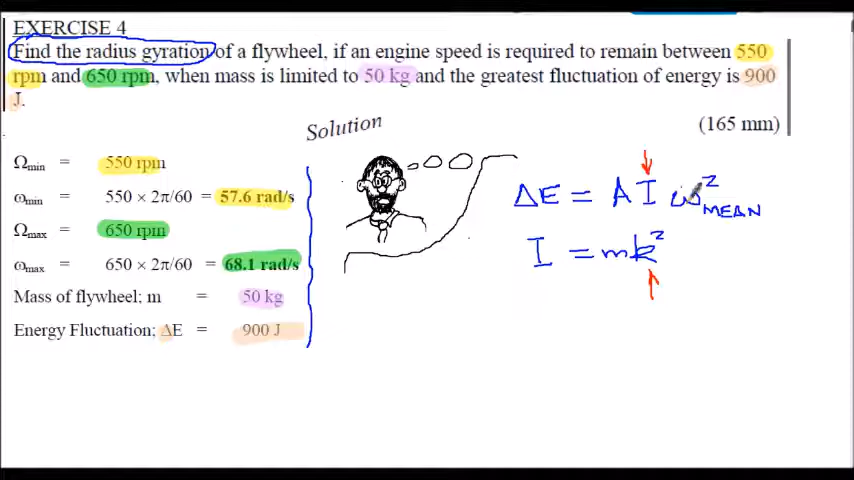 EXERCISE 4
Find the radius gyration of a flywheel, if an engine speed is required to remain between 550
rpm and 650 rpm, when mass is limited to 50 kg and the greatest fluctuation of energy is 900
J.
Solution
(165 mm)
Ωmin = 550 rpm
ωmin = 550 × 2π/60 = 57.6 rad/s
Ωmax = 650 rpm
ωmax = 650 × 2π/60 = 68.1 rad/s
Mass of flywheel; m = 50 kg
Energy Fluctuation; ΔE = 900 J
ΔE = A I ω²MEAN
I = mk²